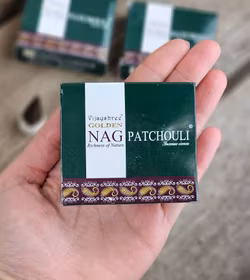 Vijayshree®
GOLDEN
NAG PATCHOULI®
Richness of Nature
Incense cones